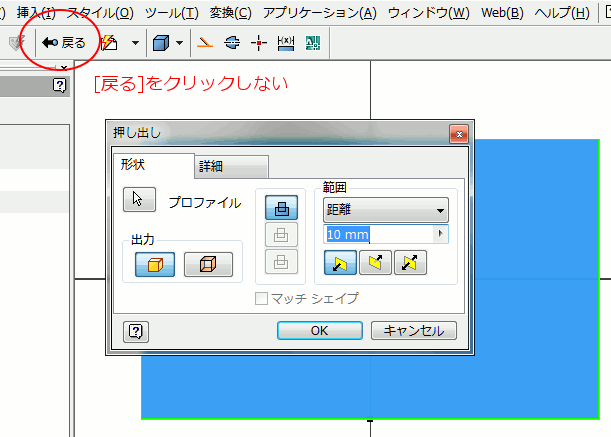 挿入(I) スタイル(O) ツール(T) 変換(C) アプリケーション(A) ウィンドウ(W) Web(B) ヘルプ(H)
戻る
[戻る]をクリックしない
押し出し
形状 詳細
プロファイル
出力
範囲
距離
10 mm
マッチ シェイプ
OK キャンセル